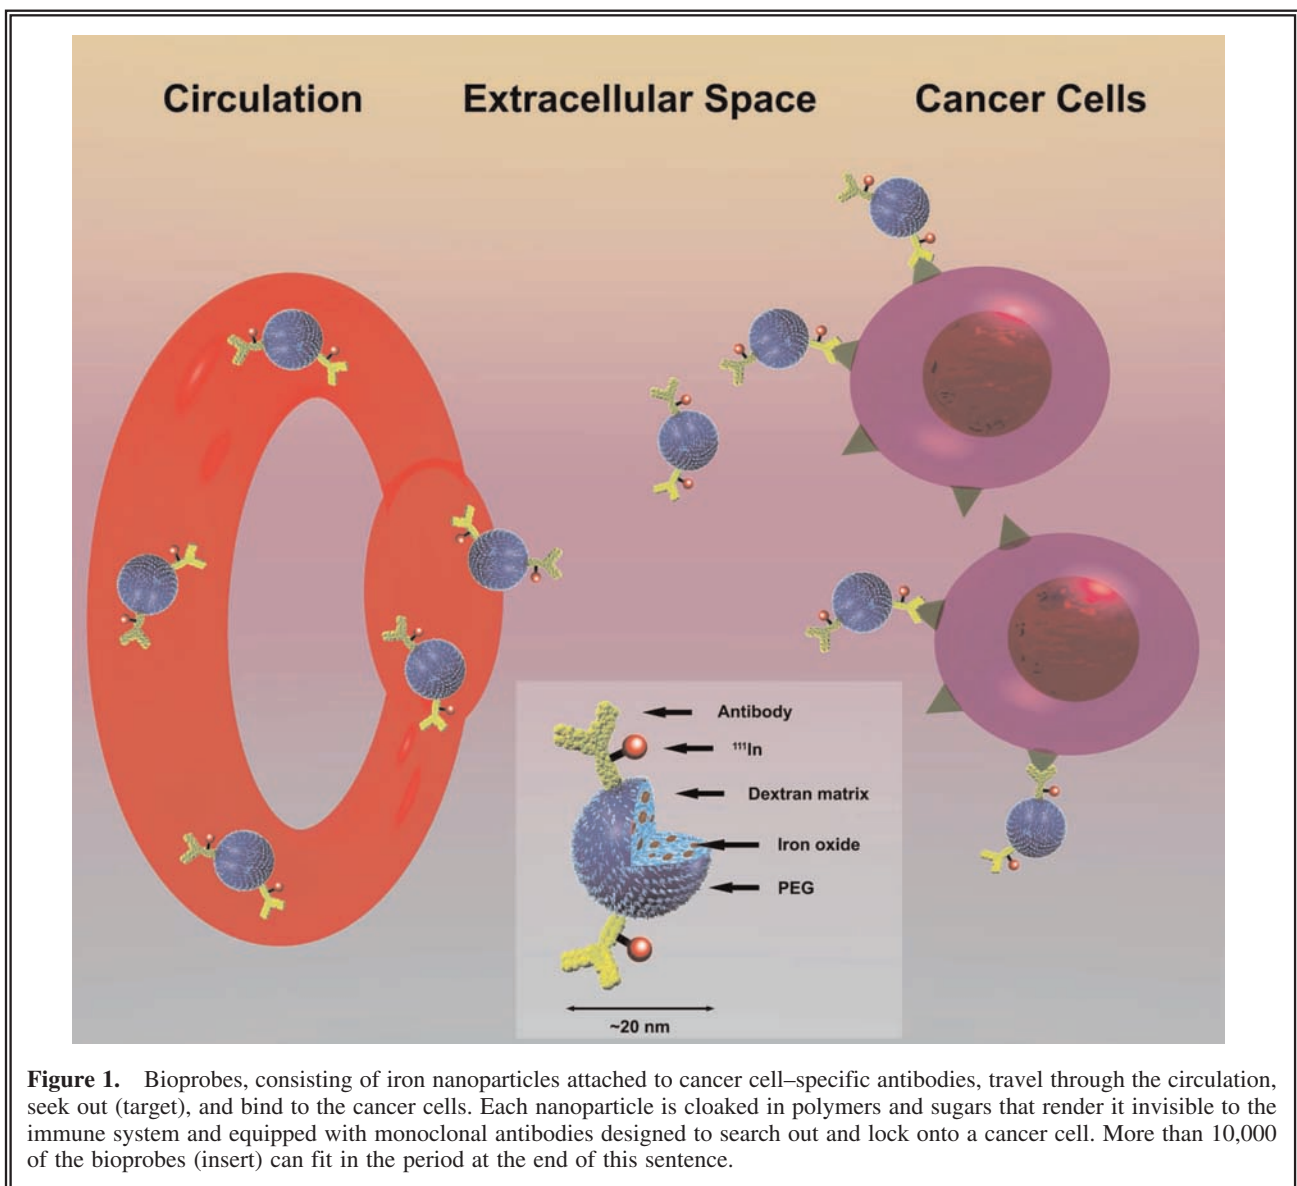 Circulation
Extracellular Space
Cancer Cells
Antibody
¹¹¹In
Dextran matrix
Iron oxide
PEG
~20 nm
Figure 1. Bioprobes, consisting of iron nanoparticles attached to cancer cell–specific antibodies, travel through the circulation,
seek out (target), and bind to the cancer cells. Each nanoparticle is cloaked in polymers and sugars that render it invisible to the
immune system and equipped with monoclonal antibodies designed to search out and lock onto a cancer cell. More than 10,000
of the bioprobes (insert) can fit in the period at the end of this sentence.